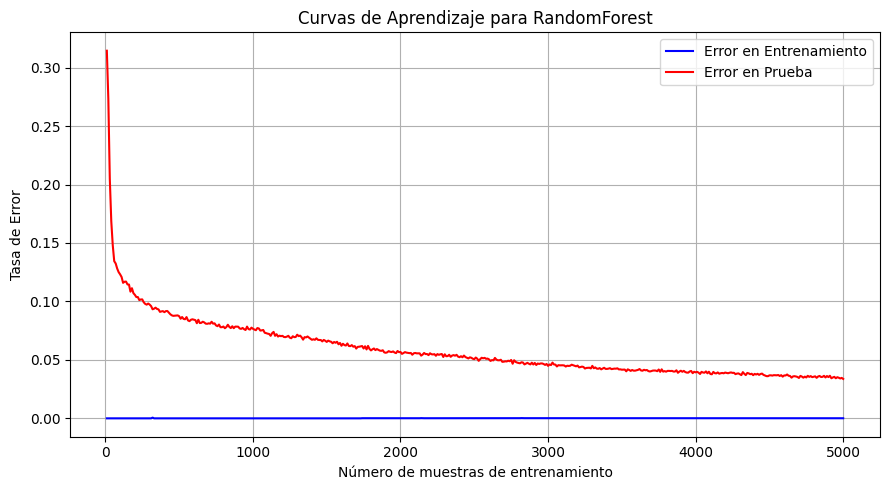 Curvas de Aprendizaje para RandomForest
Error en Entrenamiento
Error en Prueba
Tasa de Error
0.30
0.25
0.20
0.15
0.10
0.05
0.00
0 1000 2000 3000 4000 5000
Número de muestras de entrenamiento